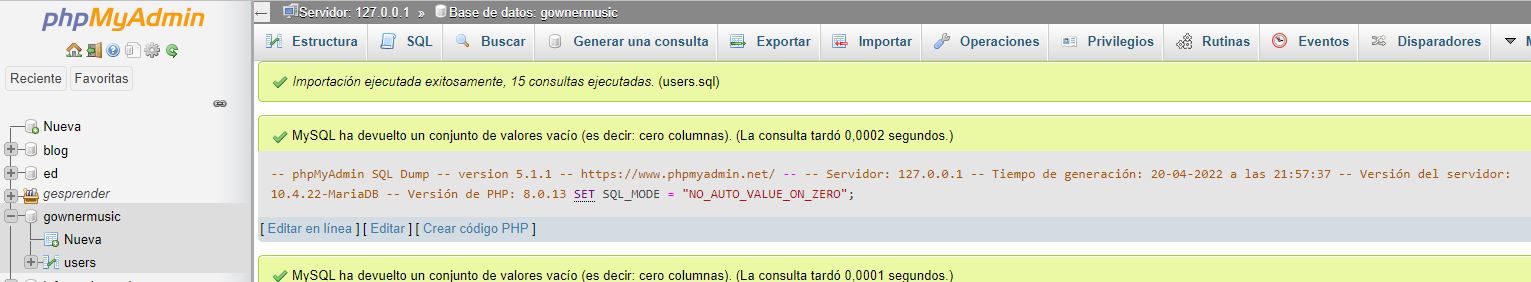 phpMyAdmin
Reciente Favoritas
Nueva
blog
ed
gesprender
gownermusic
Nueva
users
Servidor: 127.0.0.1 » Base de datos: gownermusic
Estructura SQL Buscar Generar una consulta Exportar Importar Operaciones Privilegios Rutinas Eventos Disparadores
Importación ejecutada exitosamente, 15 consultas ejecutadas. (users.sql)
MySQL ha devuelto un conjunto de valores vacío (es decir: cero columnas). (La consulta tardó 0,0002 segundos.)
-- phpMyAdmin SQL Dump -- version 5.1.1 -- https://www.phpmyadmin.net/ -- -- Servidor: 127.0.0.1 -- Tiempo de generación: 20-04-2022 a las 21:57:37 -- Versión del servidor:
10.4.22-MariaDB -- Versión de PHP: 8.0.13 SET SQL_MODE = "NO_AUTO_VALUE_ON_ZERO";
[ Editar en línea ] [ Editar ] [ Crear código PHP ]
MySQL ha devuelto un conjunto de valores vacío (es decir: cero columnas). (La consulta tardó 0,0001 segundos.)